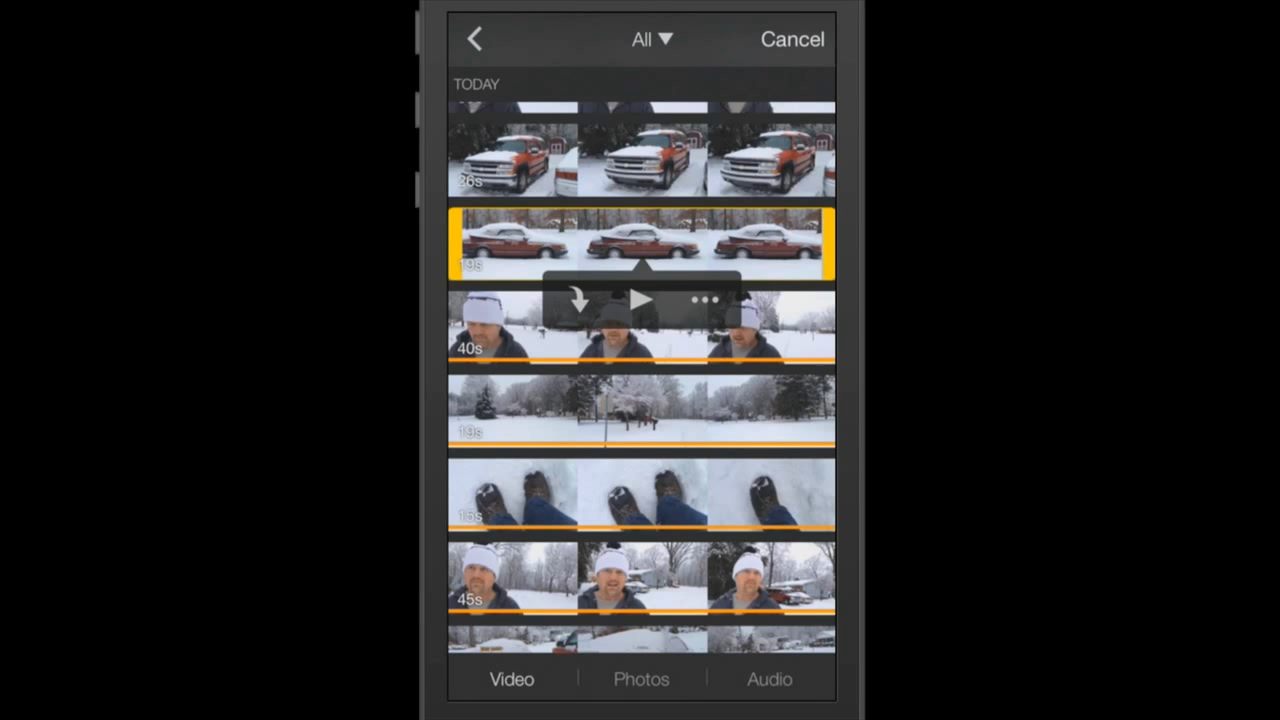 All ▼ Cancel
TODAY
26s
19s
40s
19s
15s
45s
Video Photos Audio